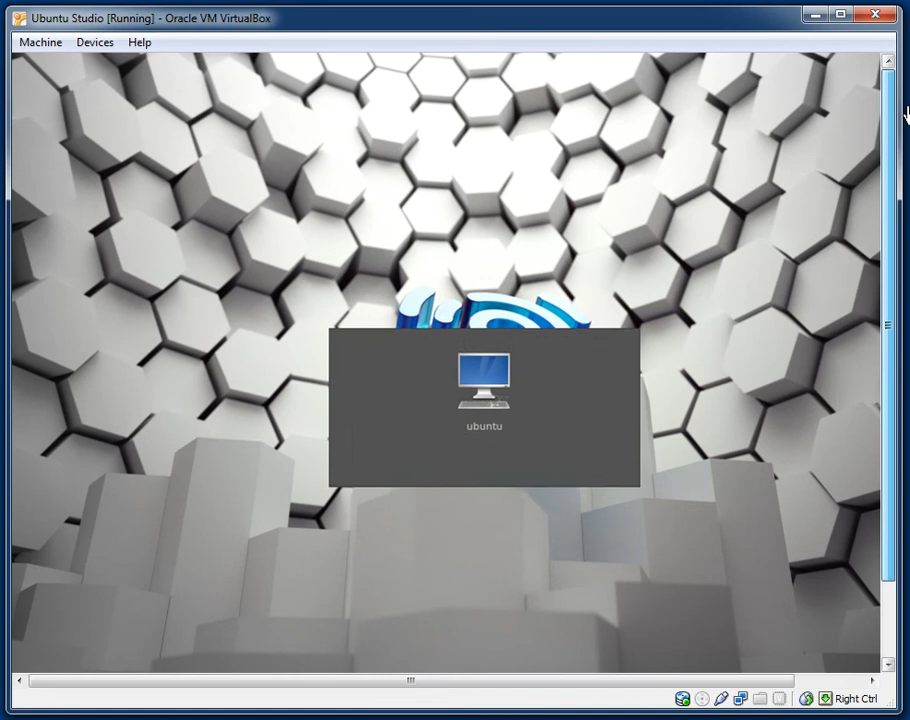 Ubuntu Studio [Running] - Oracle VM VirtualBox
Machine Devices Help
ubuntu
Right Ctrl